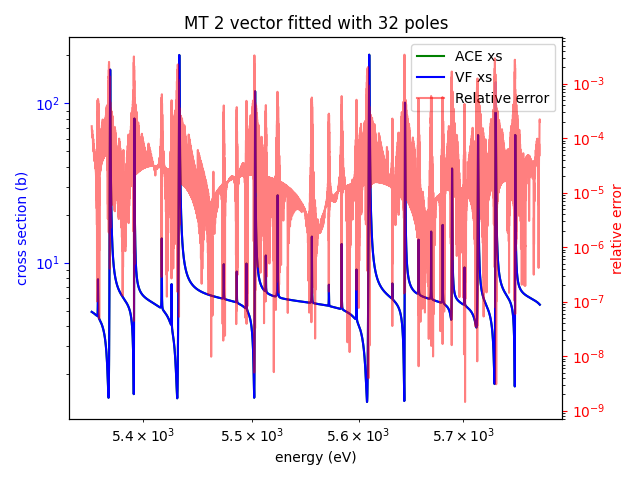 MT 2 vector fitted with 32 poles
ACE xs
VF xs
Relative error
cross section (b)
10²
10¹
relative error
10⁻³
10⁻⁴
10⁻⁵
10⁻⁶
10⁻⁷
10⁻⁸
10⁻⁹
5.4 × 10³
5.5 × 10³
5.6 × 10³
5.7 × 10³
energy (eV)